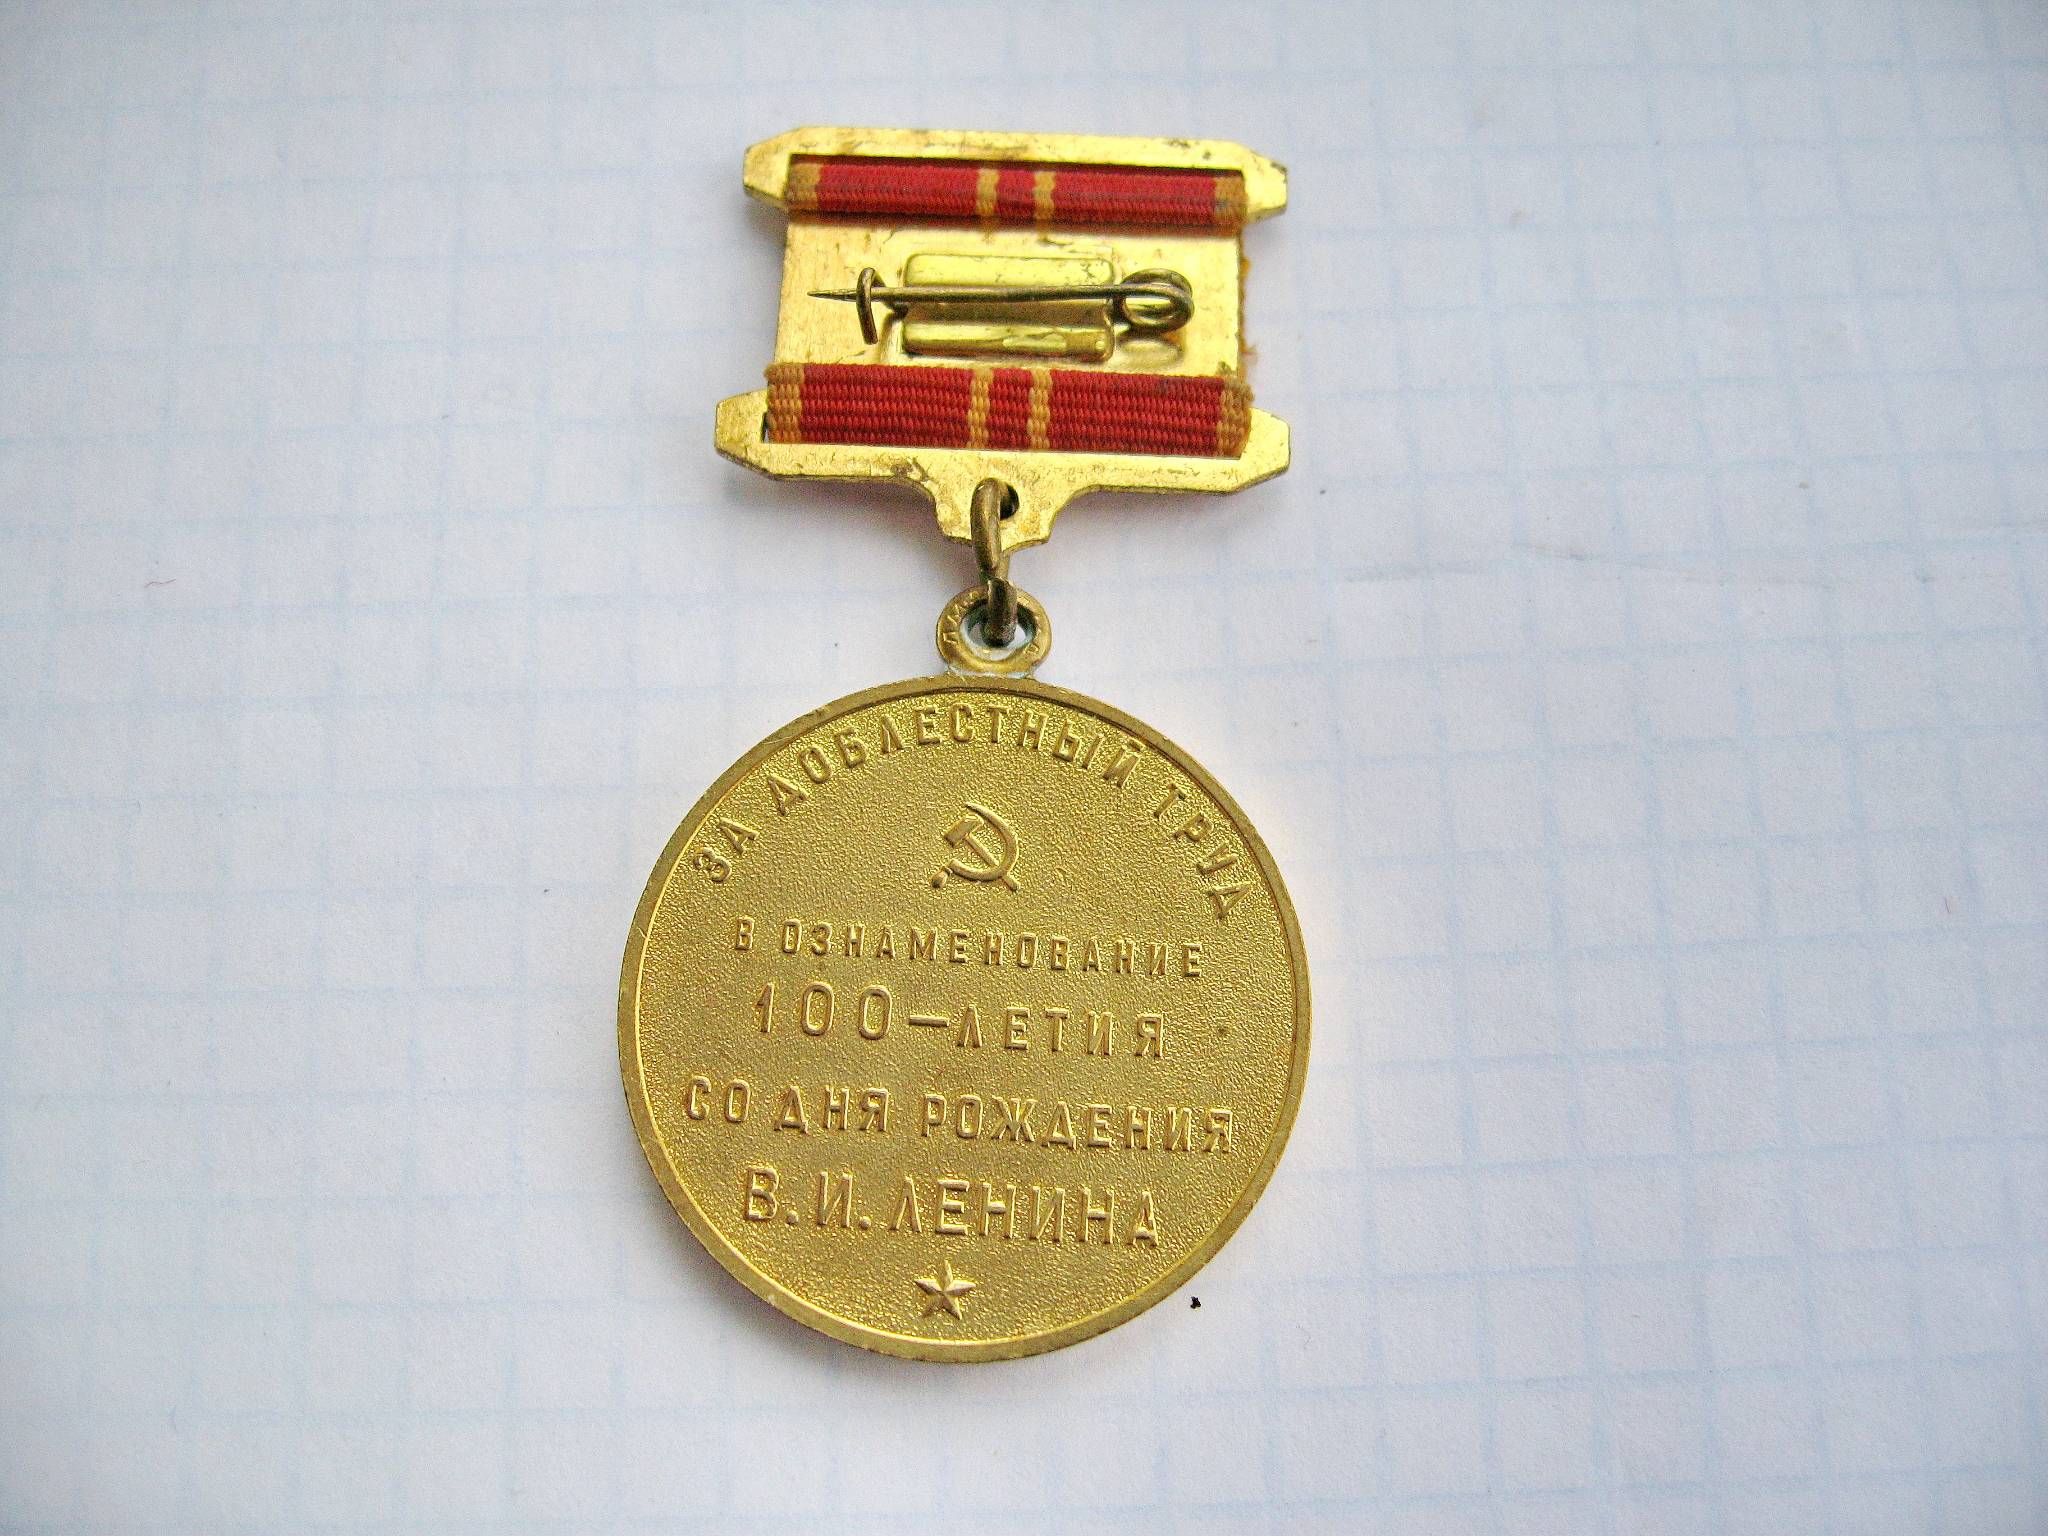 ЗА ДОБЛЕСТНЫЙ ТРУД
В ОЗНАМЕНОВАНИЕ
100-ЛЕТИЯ
СО ДНЯ РОЖДЕНИЯ
В. И. ЛЕНИНА